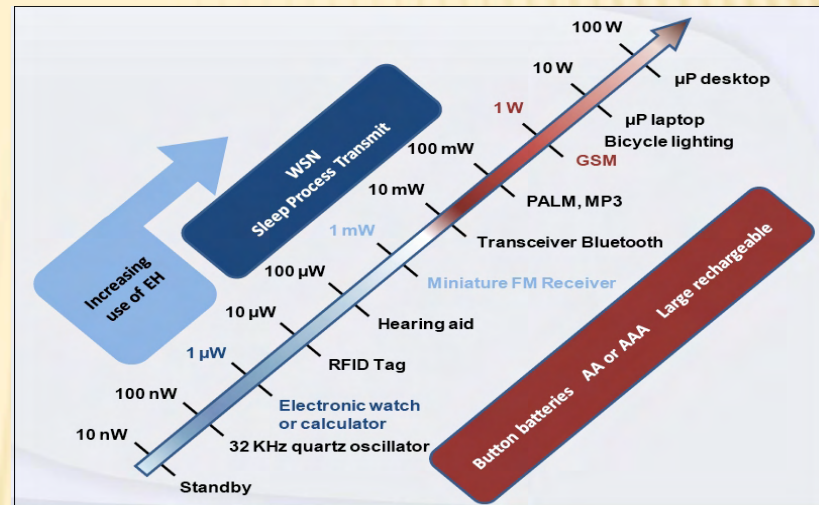 100 W
10 W
1 W
100 mW
10 mW
1 mW
100 µW
10 µW
1 µW
100 nW
10 nW
µP desktop
µP laptop
Bicycle lighting
GSM
PALM, MP3
Transceiver Bluetooth
Miniature FM Receiver
Hearing aid
RFID Tag
Electronic watch
or calculator
32 KHz quartz oscillator
Standby
WSN
Sleep Process Transmit
Increasing
use of EH
Button batteries AA or AAA Large rechargeable